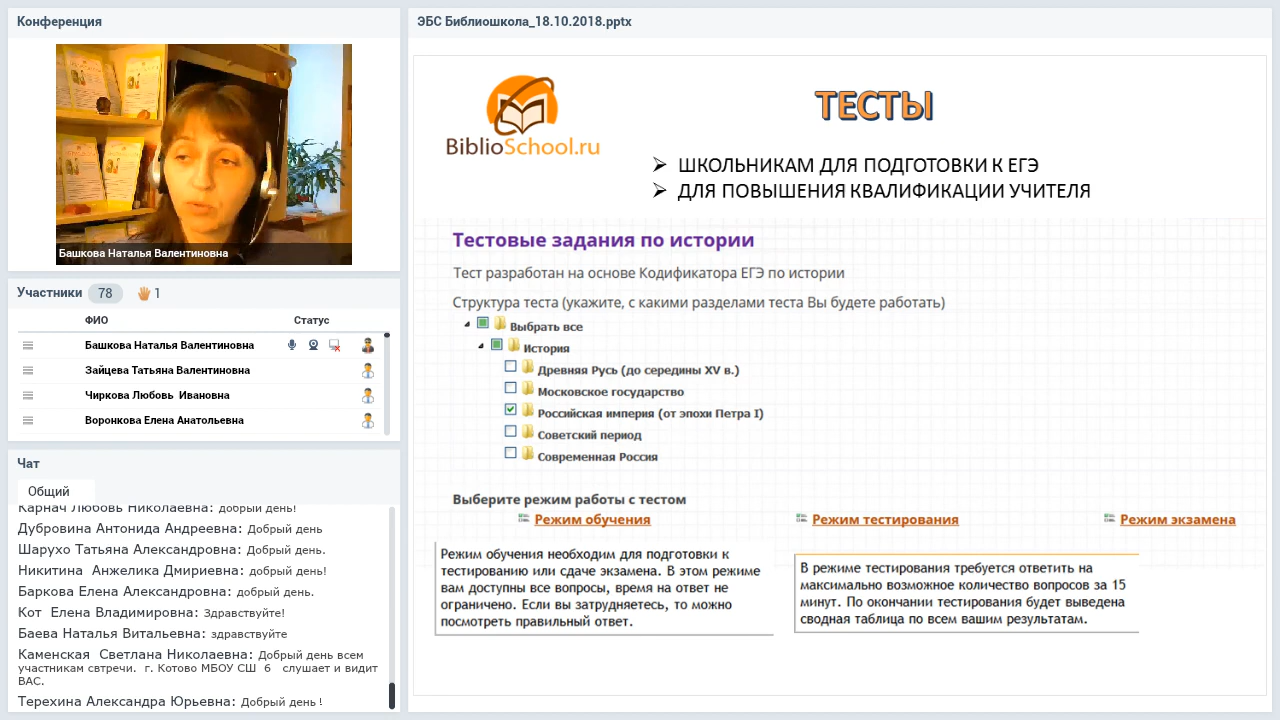 Конференция
Башкова Наталья Валентиновна
Участники 78 1
ФИО Статус
Башкова Наталья Валентиновна
Зайцева Татьяна Валентиновна
Чиркова Любовь  Ивановна
Воронкова Елена Анатольевна
Чат
Общий
Карнач Любовь Николаевна: добрый день!
Дубровина Антонида Андреевна: Добрый день
Шарухо Татьяна Александровна: Добрый день.
Никитина  Анжелика Дмириевна: добрый день!
Баркова Елена Александровна: добрый день.
Кот  Елена Владимировна: Здравствуйте!
Баева Наталья Витальевна: здравствуйте
Каменская  Светлана Николаевна: Добрый день всем
участникам свтречи.  г. Котово МБОУ СШ  6   слушает и видит
ВАС.
Терехина Александра Юрьевна: Добрый день !
ЭБС Библиошкола_18.10.2018.pptx
BiblioSchool.ru
ТЕСТЫ
ШКОЛЬНИКАМ ДЛЯ ПОДГОТОВКИ К ЕГЭ
ДЛЯ ПОВЫШЕНИЯ КВАЛИФИКАЦИИ УЧИТЕЛЯ
Тестовые задания по истории
Тест разработан на основе Кодификатора ЕГЭ по истории
Структура теста (укажите, с какими разделами теста Вы будете работать)
Выбрать все
История
Древняя Русь (до середины XV в.)
Московское государство
Российская империя (от эпохи Петра I)
Советский период
Современная Россия
Выберите режим работы с тестом
Режим обучения Режим тестирования Режим экзамена
Режим обучения необходим для подготовки к
тестированию или сдаче экзамена. В этом режиме
вам доступны все вопросы, время на ответ не
ограничено. Если вы затрудняетесь, то можно
посмотреть правильный ответ.
В режиме тестирования требуется ответить на
максимально возможное количество вопросов за 15
минут. По окончании тестирования будет выведена
сводная таблица по всем вашим результатам.